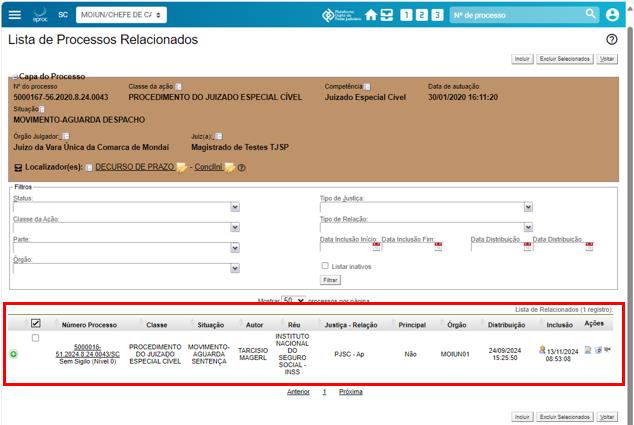 eproc SC MOIUN/CHEFE DE CA
Plataforma Digital do Poder Judiciário 1 2 3 Nº de processo
Lista de Processos Relacionados
Incluir Excluir Selecionados Voltar
Capa do Processo
Nº do processo Classe da ação: Competência Data de autuação:
5000167-56.2020.8.24.0043 PROCEDIMENTO DO JUIZADO ESPECIAL CÍVEL Juizado Especial Cível 30/01/2020 16:11:20
Situação
MOVIMENTO-AGUARDA DESPACHO
Órgão Julgador: Juiz(a):
Juízo da Vara Única da Comarca de Mondaí Magistrado de Testes TJSP
Localizador(es): DECURSO DE PRAZO - ConclIni
Filtros
Status: Tipo de Justiça:
Classe da Ação: Tipo de Relação:
Parte: Data Inclusão Início: Data Inclusão Fim: Data Distribuição Data Distribuição
Órgão: Listar inativos
Filtrar
Mostrar 50 processos por página
Lista de Relacionados (1 registro):
Número Processo Classe Situação Autor Réu Justiça - Relação Principal Órgão Distribuição Inclusão Ações
5000016-51.2024.8.24.0043/SC
Sem Sigilo (Nível 0)
PROCEDIMENTO DO JUIZADO ESPECIAL CÍVEL
MOVIMENTO-AGUARDA SENTENÇA
TARCISIO MAGERL
INSTITUTO NACIONAL DO SEGURO SOCIAL - INSS
PJSC - Ap
Não
MOIUN01
24/09/2024 15:25:50
13/11/2024 08:53:08
Anterior 1 Próxima
Incluir Excluir Selecionados Voltar